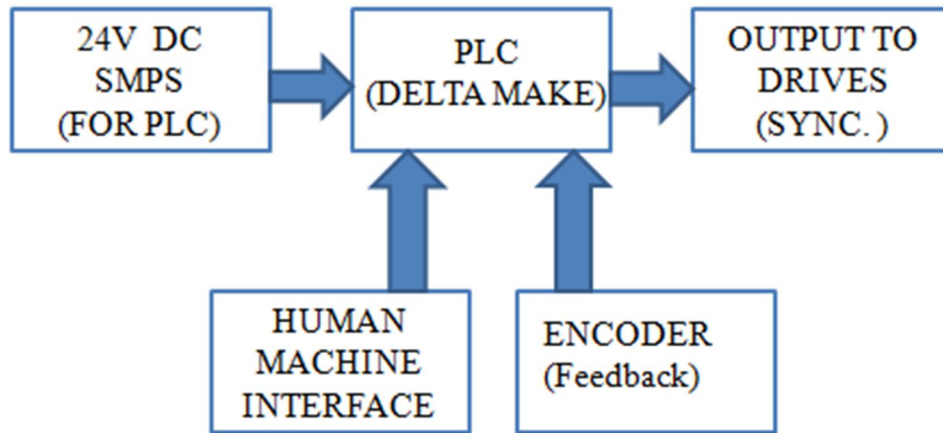 24V DC
SMPS
(FOR PLC)
PLC
(DELTA MAKE)
OUTPUT TO
DRIVES
(SYNC. )
HUMAN
MACHINE
INTERFACE
ENCODER
(Feedback)